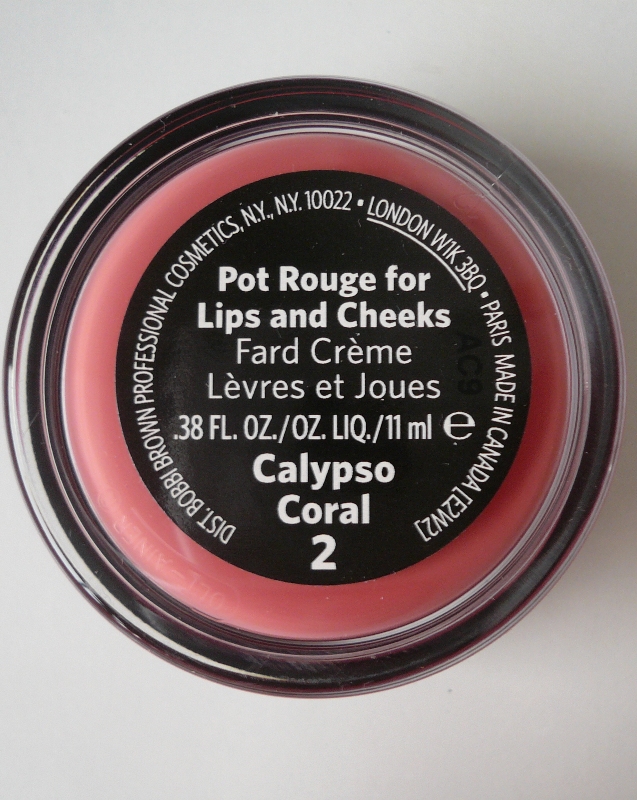 DIST. BOBBI BROWN PROFESSIONAL COSMETICS, N.Y., N.Y. 10022 • LONDON W1K 3BQ • PARIS MADE IN CANADA [E2W2]
Pot Rouge for
Lips and Cheeks
Fard Crème
Lèvres et Joues
.38 FL. OZ./OZ. LIQ./11 ml ℮
Calypso
Coral
2
AC9